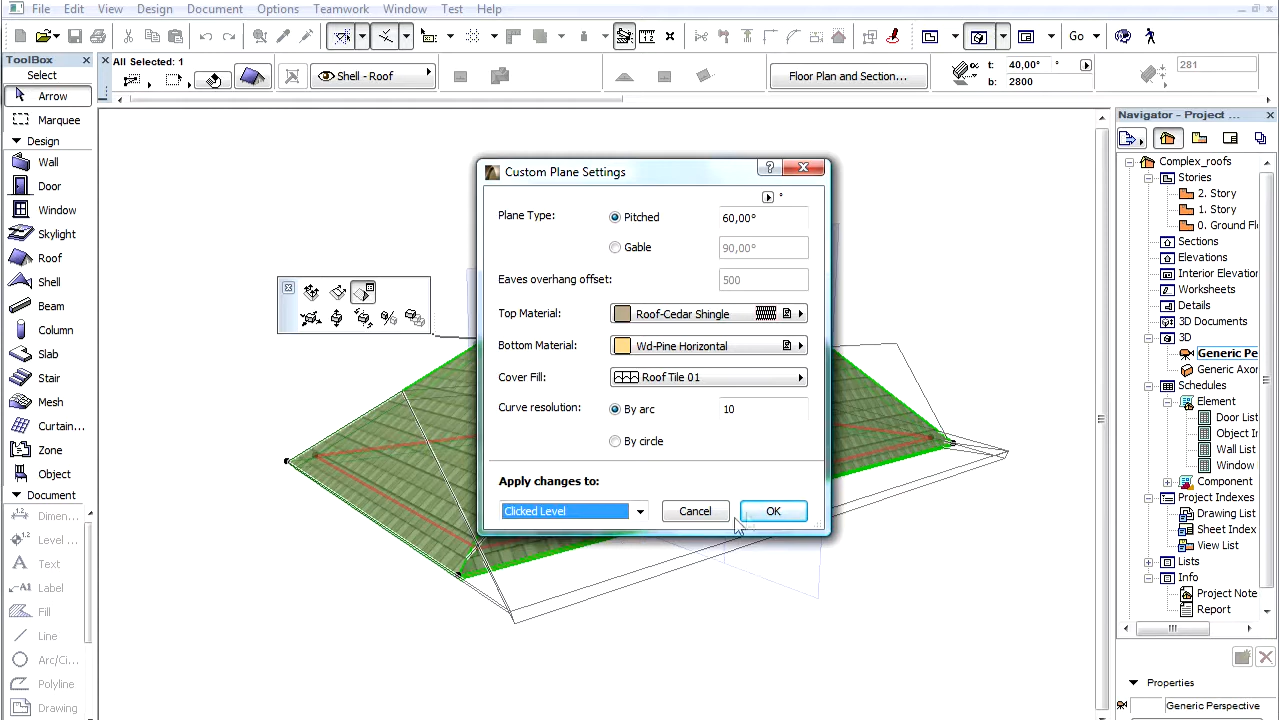 File Edit View Design Document Options Teamwork Window Test Help
Go
ToolBox
Select
Arrow
Marquee
Design
Wall
Door
Window
Skylight
Roof
Shell
Beam
Column
Slab
Stair
Mesh
Curtain...
Zone
Object
Document
Dimen...
Level ...
Text
Label
Fill
Line
Arc/Ci...
Polyline
Drawing
All Selected: 1
Shell - Roof
Floor Plan and Section...
t: 40,00° °
b: 2800
281
Custom Plane Settings
°
Plane Type:
Pitched
60,00°
Gable
90,00°
Eaves overhang offset:
500
Top Material:
Roof-Cedar Shingle
Bottom Material:
Wd-Pine Horizontal
Cover Fill:
Roof Tile 01
Curve resolution:
By arc
10
By circle
Apply changes to:
Clicked Level
Cancel
OK
Navigator - Project ...
Complex_roofs
Stories
2. Story
1. Story
0. Ground Fl
Sections
Elevations
Interior Elevation
Worksheets
Details
3D Documents
3D
Generic Pe
Generic Axon
Schedules
Element
Door List
Object In
Wall List
Window
Component
Project Indexes
Drawing List
Sheet Index
View List
Lists
Info
Project Note
Report
Properties
Generic Perspective